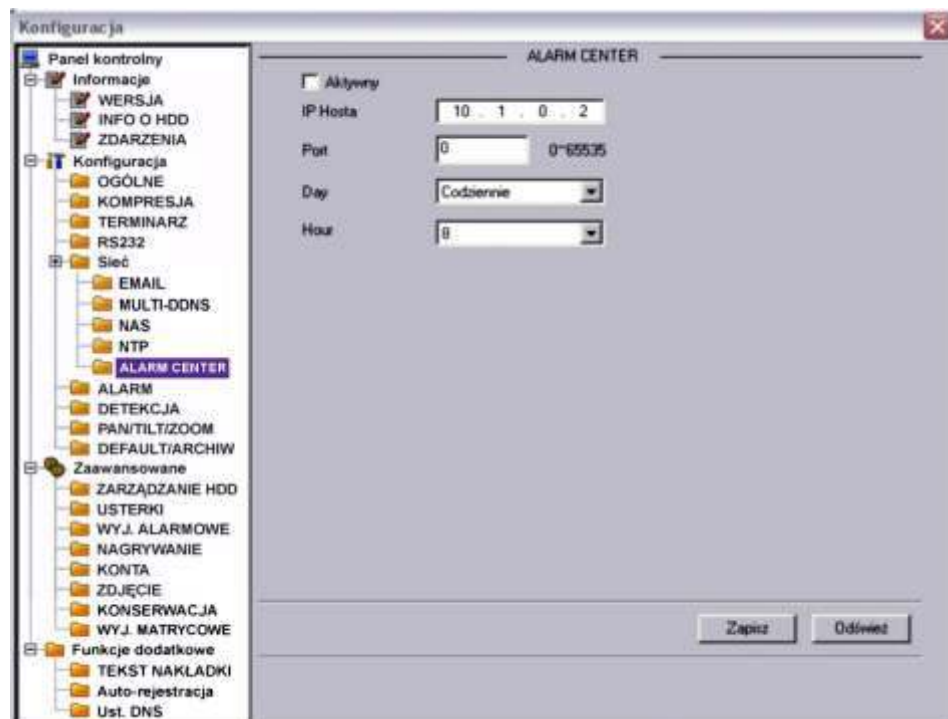 Konfiguracja
Panel kontrolny
Informacje
WERSJA
INFO O HDD
ZDARZENIA
Konfiguracja
OGÓLNE
KOMPRESJA
TERMINARZ
RS232
Sieć
EMAIL
MULTI-DDNS
NAS
NTP
ALARM CENTER
ALARM
DETEKCJA
PAN/TILT/ZOOM
DEFAULT/ARCHIW
Zaawansowane
ZARZĄDZANIE HDD
USTERKI
WYJ. ALARMOWE
NAGRYWANIE
KONTA
ZDJĘCIE
KONSERWACJA
WYJ. MATRYCOWE
Funkcje dodatkowe
TEKST NAKŁADKI
Auto-rejestracja
Ust. DNS
ALARM CENTER
Aktywny
IP Hosta 10 . 1 . 0 . 2
Port 0 0~65535
Day Codziennie
Hour 8
Zapisz Odśwież